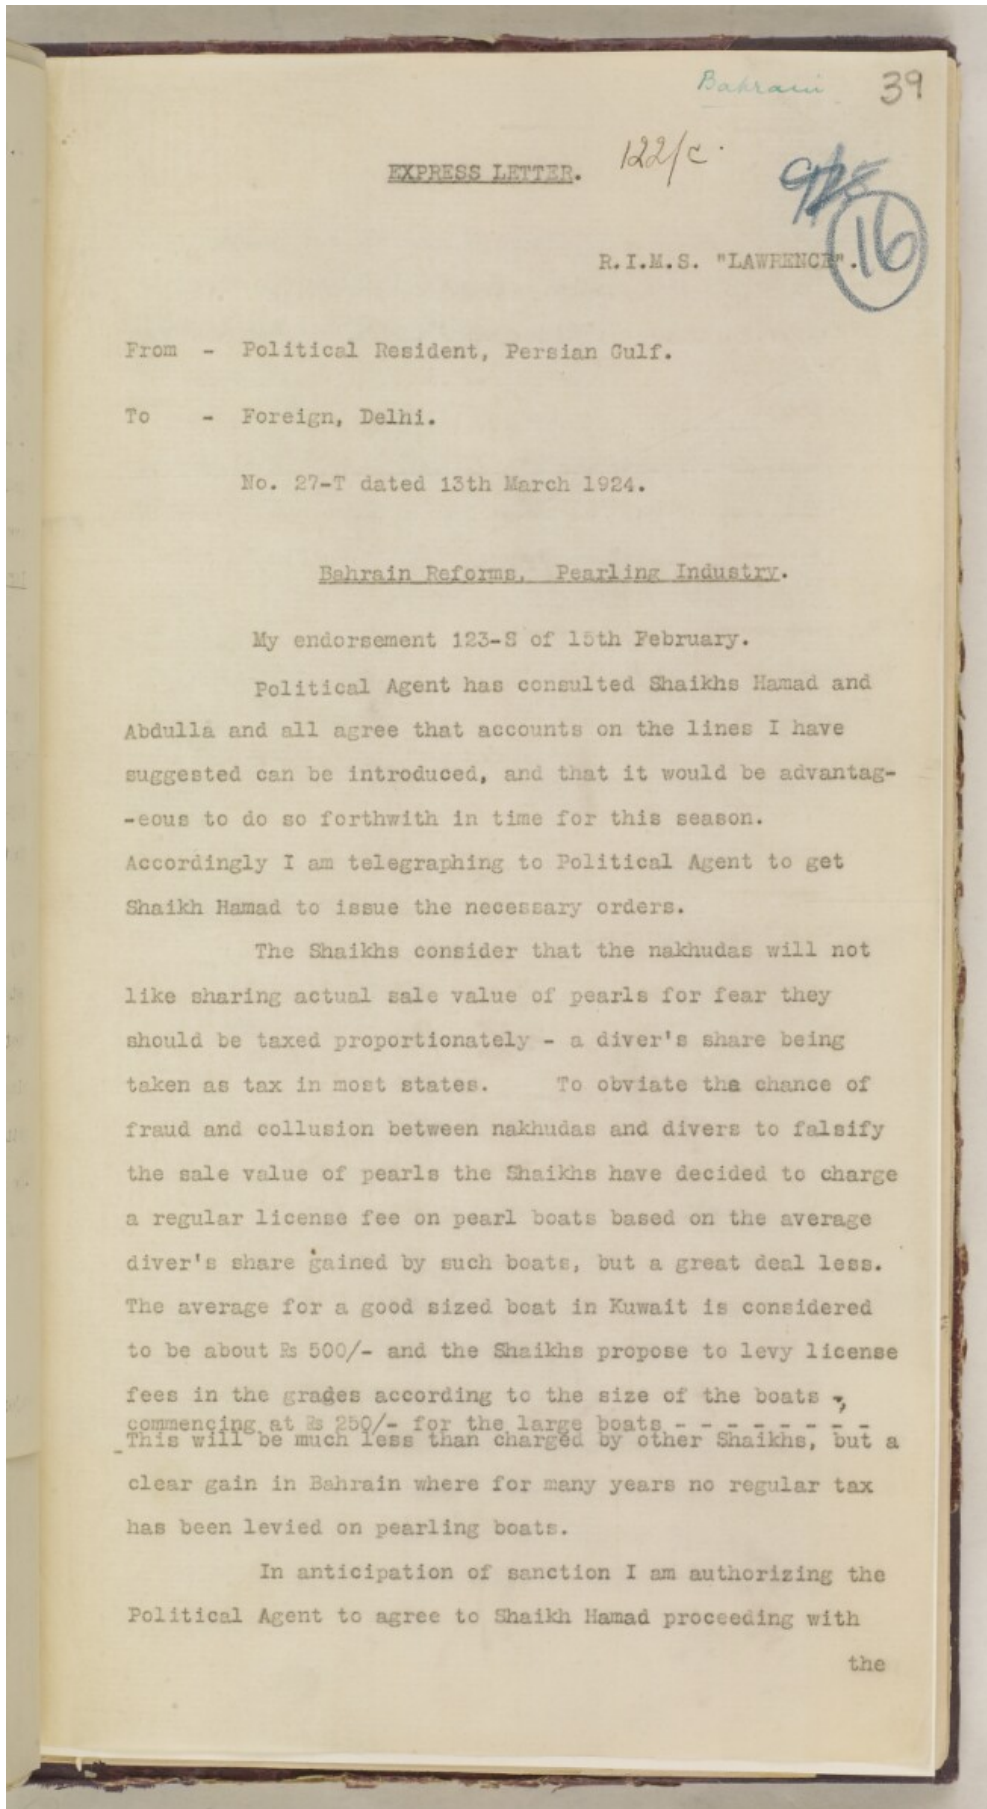 Bahrain 39
122/c.
EXPRESS LETTER.
16
R.I.M.S. "LAWRENCE".
From - Political Resident, Persian Gulf.
To - Foreign, Delhi.
No. 27-T dated 13th March 1924.
Bahrain Reforms, Pearling Industry.
My endorsement 123-S of 15th February.
Political Agent has consulted Shaikhs Hamad and
Abdulla and all agree that accounts on the lines I have
suggested can be introduced, and that it would be advantag-
-eous to do so forthwith in time for this season.
Accordingly I am telegraphing to Political Agent to get
Shaikh Hamad to issue the necessary orders.
The Shaikhs consider that the nakhudas will not
like sharing actual sale value of pearls for fear they
should be taxed proportionately - a diver's share being
taken as tax in most states. To obviate the chance of
fraud and collusion between nakhudas and divers to falsify
the sale value of pearls the Shaikhs have decided to charge
a regular license fee on pearl boats based on the average
diver's share gained by such boats, but a great deal less.
The average for a good sized boat in Kuwait is considered
to be about Rs 500/- and the Shaikhs propose to levy license
fees in the grades according to the size of the boats -,
commencing at Rs 250/- for the large boats - - - - - - - -
This will be much less than charged by other Shaikhs, but a
clear gain in Bahrain where for many years no regular tax
has been levied on pearling boats.
In anticipation of sanction I am authorizing the
Political Agent to agree to Shaikh Hamad proceeding with
the